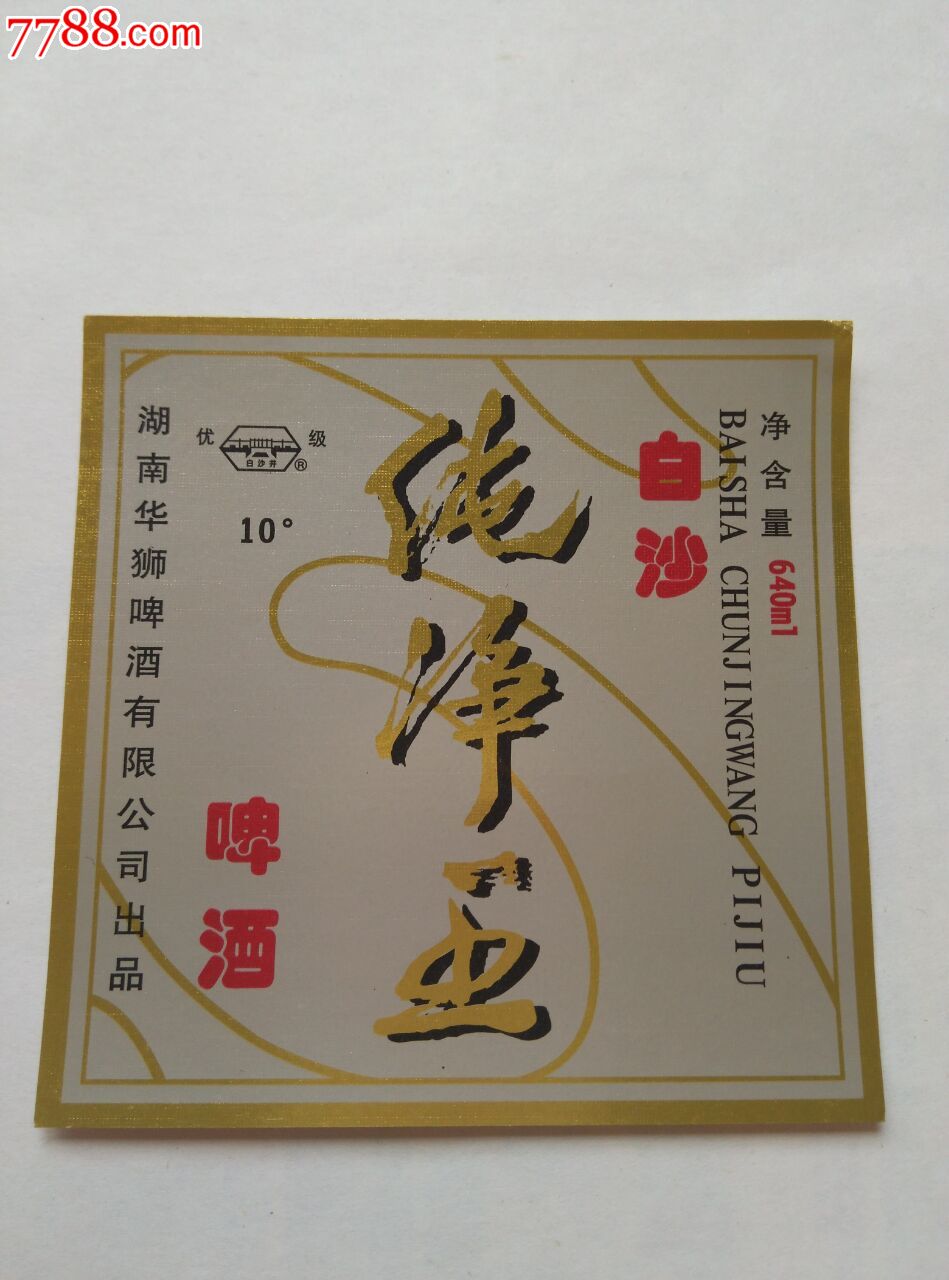 7788.com
净含量 640ml
BAISHA CHUNJINGWANG PIJIU
白沙
纯净
啤酒
优级
白沙井
®
10°
湖南华狮啤酒有限公司出品